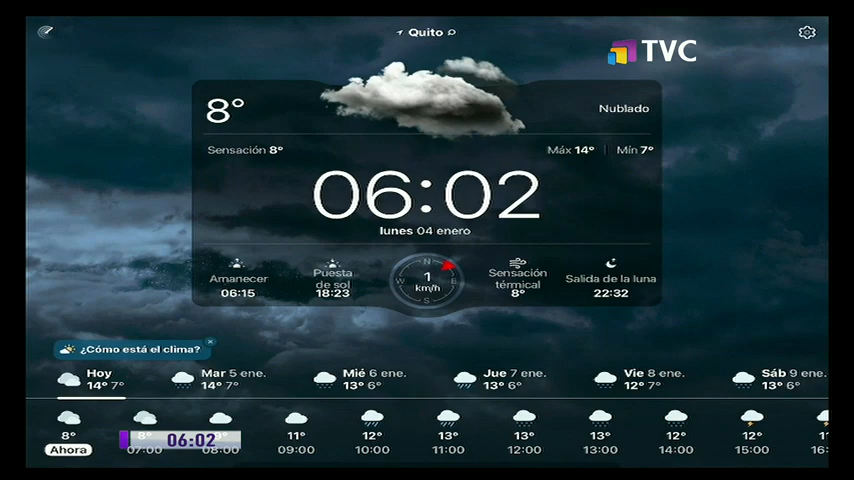 Quito
TVC
8°
Nublado
Sensación 8°
Máx 14° | Mín 7°
06:02
lunes 04 enero
Amanecer
06:15
Puesta
de sol
18:23
N
W
E
S
1
km/h
Sensación
térmical
8°
Salida de la luna
22:32
¿Cómo está el clima?
Hoy
14° 7°
Mar 5 ene.
14° 7°
Mié 6 ene.
13° 6°
Jue 7 ene.
13° 6°
Vie 8 ene.
12° 7°
Sáb 9 ene.
13° 6°
8° 8° 9° 11° 12° 13° 13° 13° 12° 12° 1
Ahora 07:00 08:00 09:00 10:00 11:00 12:00 13:00 14:00 15:00 16:
06:02